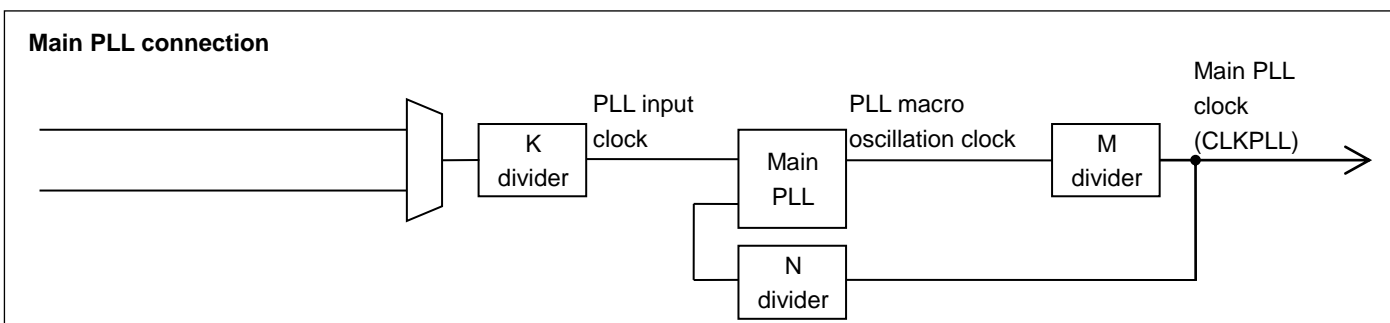 Main PLL connection
K
divider
PLL input
clock
Main
PLL
PLL macro
oscillation clock
M
divider
Main PLL
clock
(CLKPLL)
N
divider